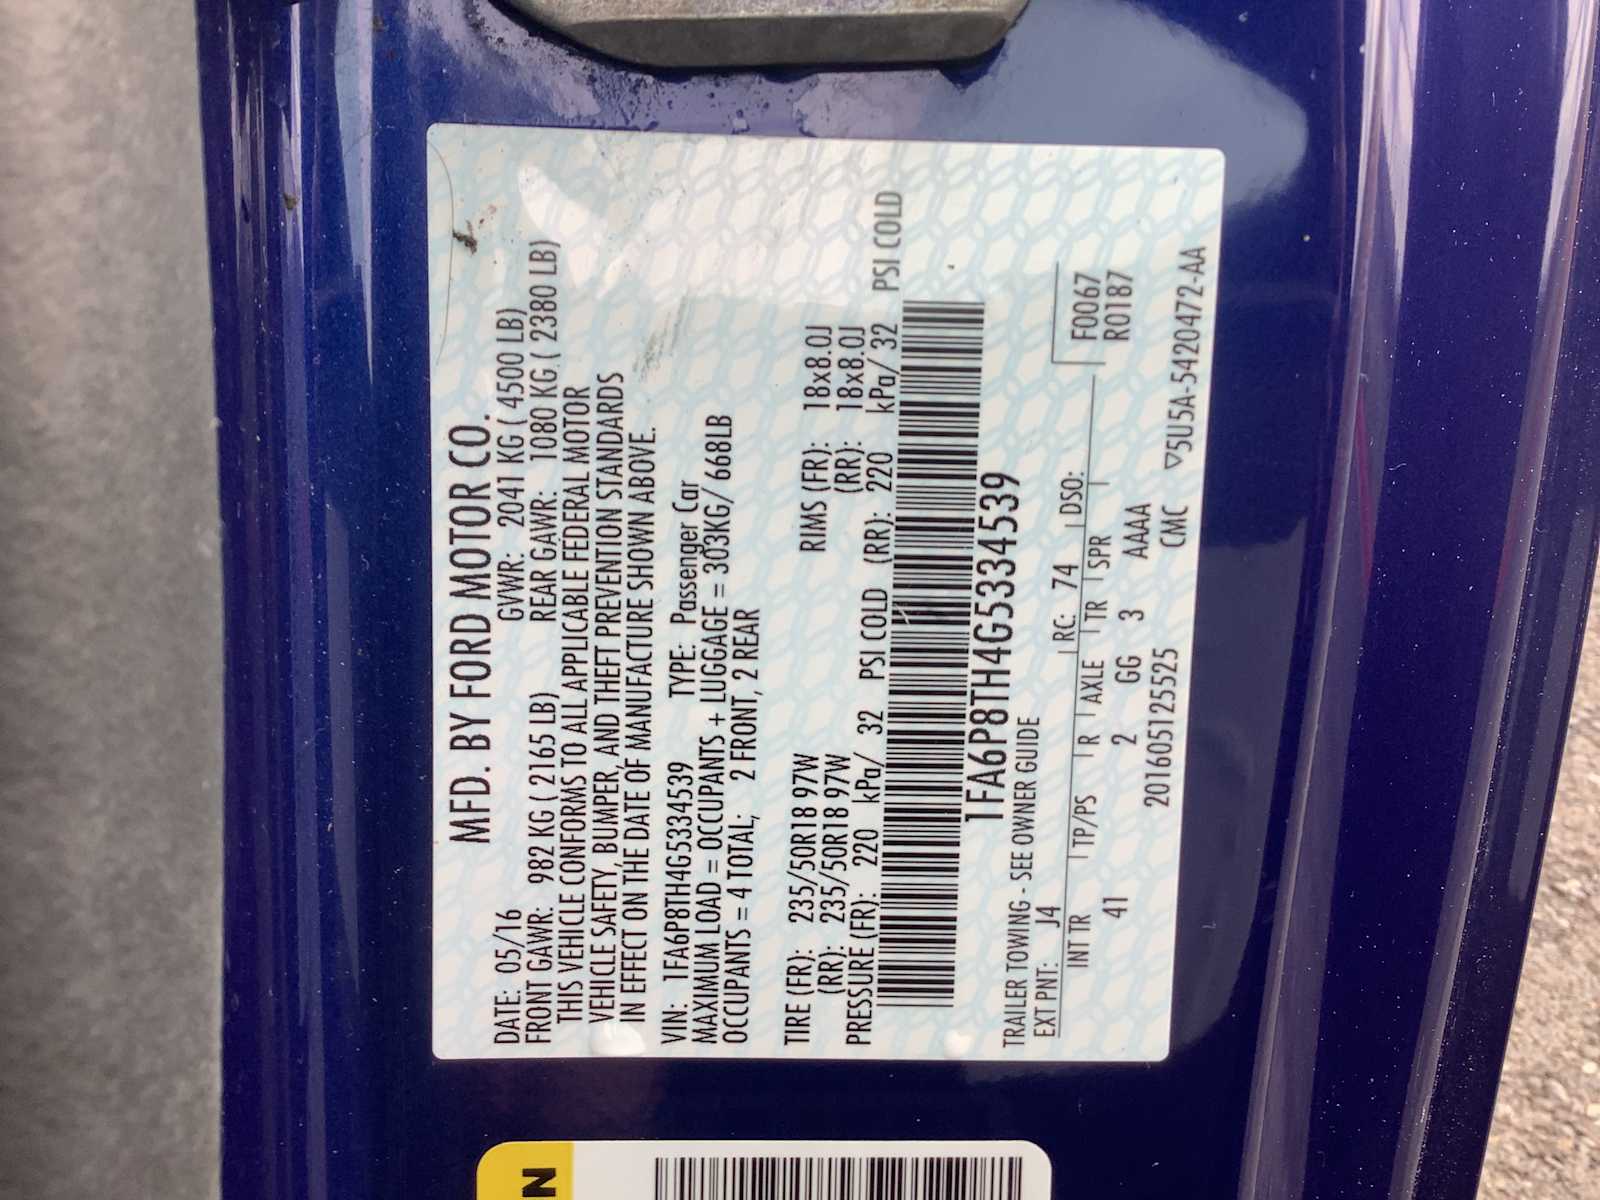 MFD. BY FORD MOTOR CO.
DATE: 05/16 GVWR: 2041 KG ( 4500 LB)
FRONT GAWR: 982 KG ( 2165 LB) REAR GAWR: 1080 KG ( 2380 LB)
THIS VEHICLE CONFORMS TO ALL APPLICABLE FEDERAL MOTOR
VEHICLE SAFETY, BUMPER, AND THEFT PREVENTION STANDARDS
IN EFFECT ON THE DATE OF MANUFACTURE SHOWN ABOVE.
VIN: 1FA6P8TH4G5334539 TYPE: Passenger Car
MAXIMUM LOAD = OCCUPANTS + LUGGAGE = 303KG/ 668LB
OCCUPANTS = 4 TOTAL; 2 FRONT, 2 REAR
TIRE (FR): 235/50R18 97W RIMS (FR): 18x8.0J
(RR): 235/50R18 97W (RR): 18x8.0J
PRESSURE (FR): 220 kPa/ 32 PSI COLD (RR): 220 kPa/ 32 PSI COLD
1FA6P8TH4G5334539
TRAILER TOWING - SEE OWNER GUIDE
EXT PNT: J4 RC: 74 DSO:
INT TR TP/PS R AXLE TR SPR
41 2 GG 3 AAAA
F0067
R0187
20160512552​5 CMC ▽5U5A-5420472-AA
N